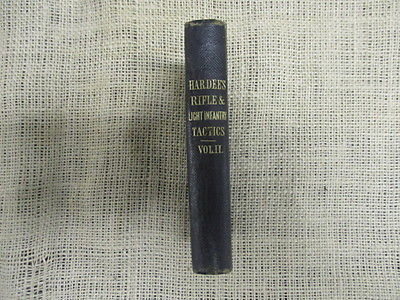 HARDEE'S
RIFLE &
LIGHT INFANTRY
TACTICS
VOL. II.